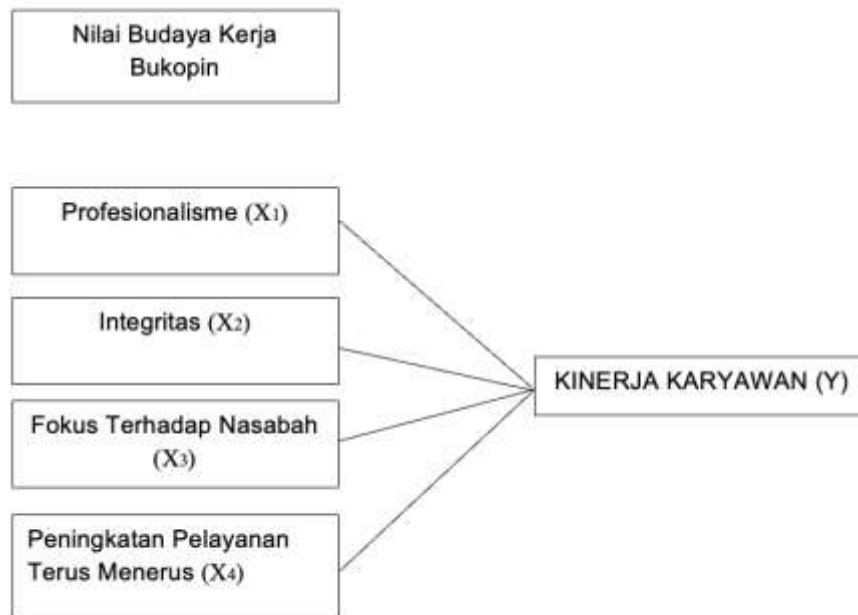 Nilai Budaya Kerja
Bukopin
Profesionalisme (X1)
Integritas (X2)
Fokus Terhadap Nasabah
(X3)
KINERJA KARYAWAN (Y)
Peningkatan Pelayanan
Terus Menerus (X4)